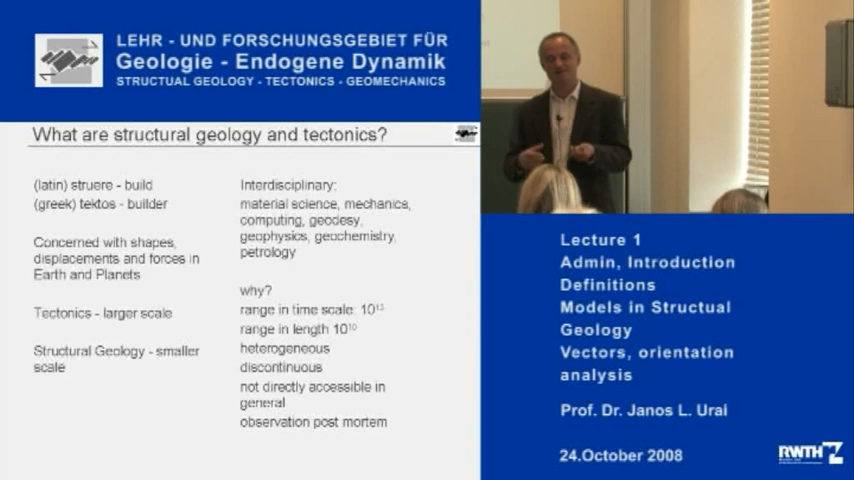 LEHR - UND FORSCHUNGSGEBIET FÜR
Geologie - Endogene Dynamik
STRUCTURAL GEOLOGY - TECTONICS - GEOMECHANICS
What are structural geology and tectonics?
(latin) struere - build
(greek) tektos - builder
Concerned with shapes,
displacements and forces in
Earth and Planets
Tectonics - larger scale
Structural Geology - smaller
scale
Interdisciplinary:
material science, mechanics,
computing, geodesy,
geophysics, geochemistry,
petrology
why?
range in time scale: 10¹³
range in length 10¹⁰
heterogeneous
discontinuous
not directly accessible in
general
observation post mortem
Lecture 1
Admin, Introduction
Definitions
Models in Structual
Geology
Vectors, orientation
analysis
Prof. Dr. Janos L. Urai
24.October 2008
RWTH